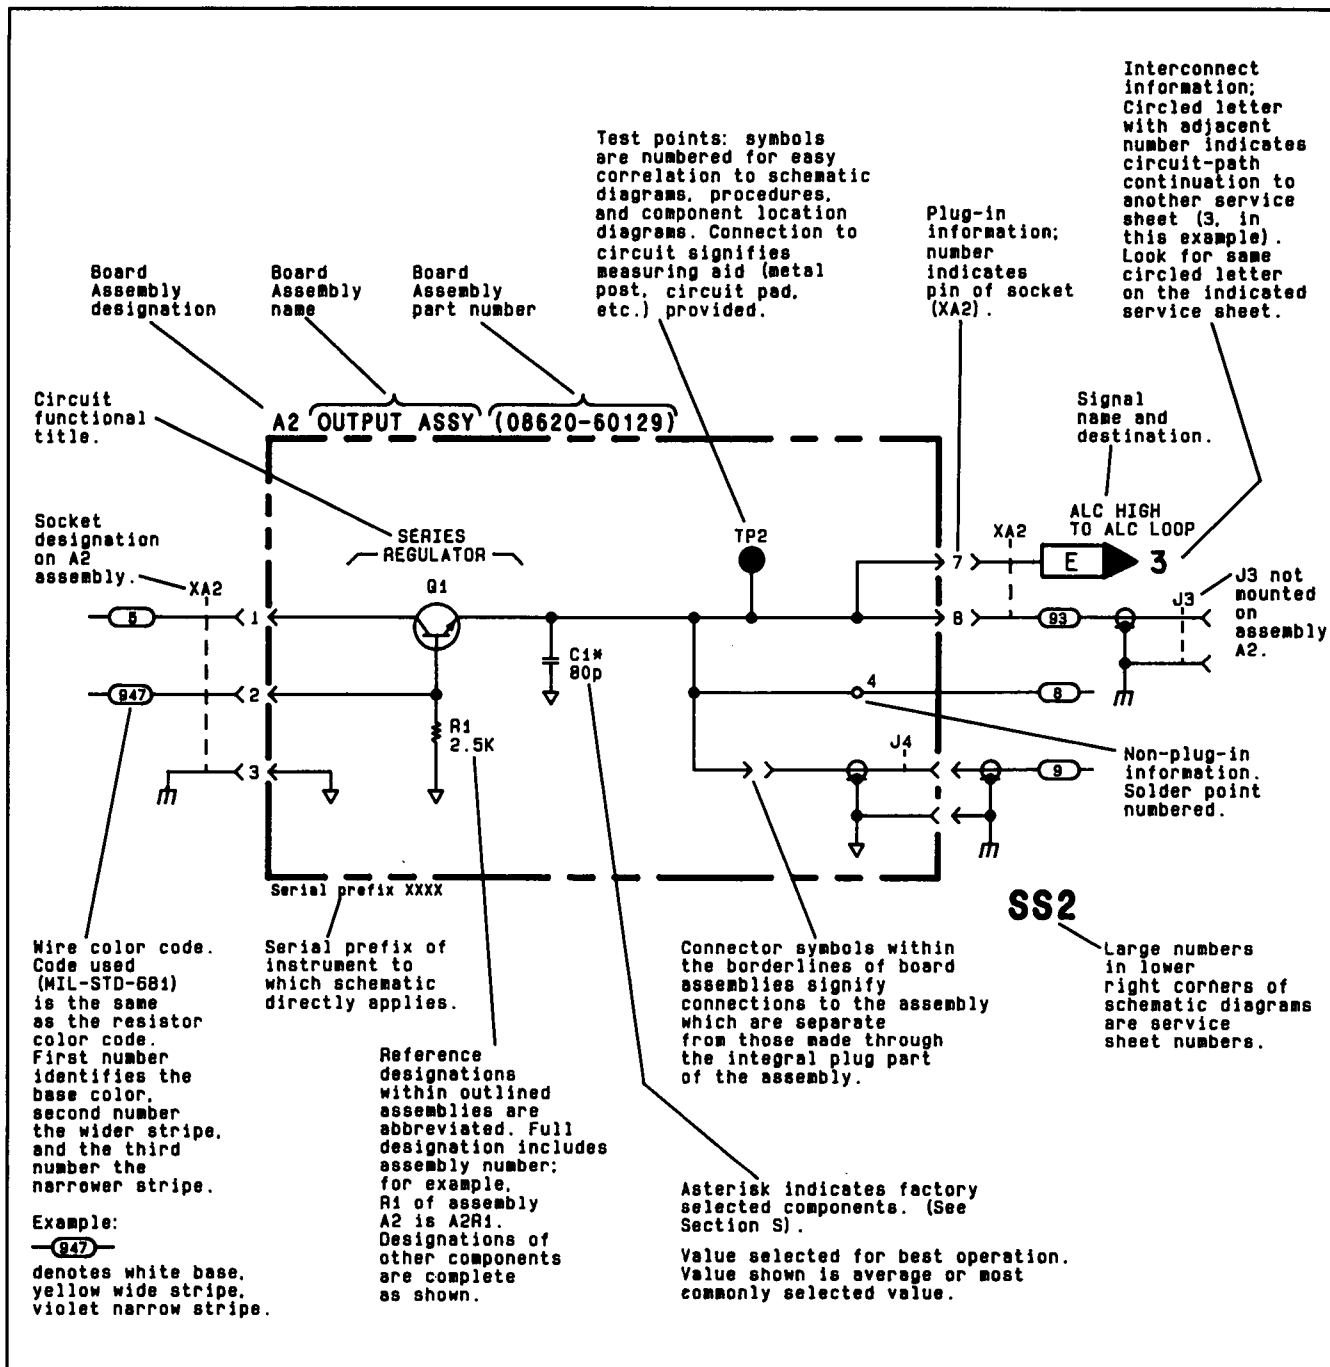 Interconnect
information;
Circled letter
with adjacent
number indicates
circuit-path
continuation to
another service
sheet (3, in
this example).
Look for same
circled letter
on the indicated
service sheet.
Test points: symbols
are numbered for easy
correlation to schematic
diagrams, procedures,
and component location
diagrams. Connection to
circuit signifies
measuring aid (metal
post, circuit pad,
etc.) provided.
Plug-in
information;
number
indicates
pin of socket
(XA2).
Board
Assembly
designation
Board
Assembly
name
Board
Assembly
part number
Circuit
functional
title.
A2 OUTPUT ASSY (08620-60129)
Signal
name and
destination.
Socket
designation
on A2
assembly.
XA2
SERIES
REGULATOR
Q1
TP2
XA2
ALC HIGH
TO ALC LOOP
7
E
3
J3 not
mounted
on
assembly
A2.
J3
5
1
8
93
C1*
80p
947
2
4
8
R1
2.5K
3
J4
9
Non-plug-in
information.
Solder point
numbered.
Serial prefix XXXX
SS2
Wire color code.
Code used
(MIL-STD-681)
is the same
as the resistor
color code.
First number
identifies the
base color,
second number
the wider stripe,
and the third
number the
narrower stripe.
Example:
947
denotes white base,
yellow wide stripe,
violet narrow stripe.
Serial prefix of
instrument to
which schematic
directly applies.
Reference
designations
within outlined
assemblies are
abbreviated. Full
designation includes
assembly number;
for example,
R1 of assembly
A2 is A2R1.
Designations of
other components
are complete
as shown.
Connector symbols within
the borderlines of board
assemblies signify
connections to the assembly
which are separate
from those made through
the integral plug part
of the assembly.
Large numbers
in lower
right corners of
schematic diagrams
are service
sheet numbers.
Asterisk indicates factory
selected components. (See
Section S).
Value selected for best operation.
Value shown is average or most
commonly selected value.